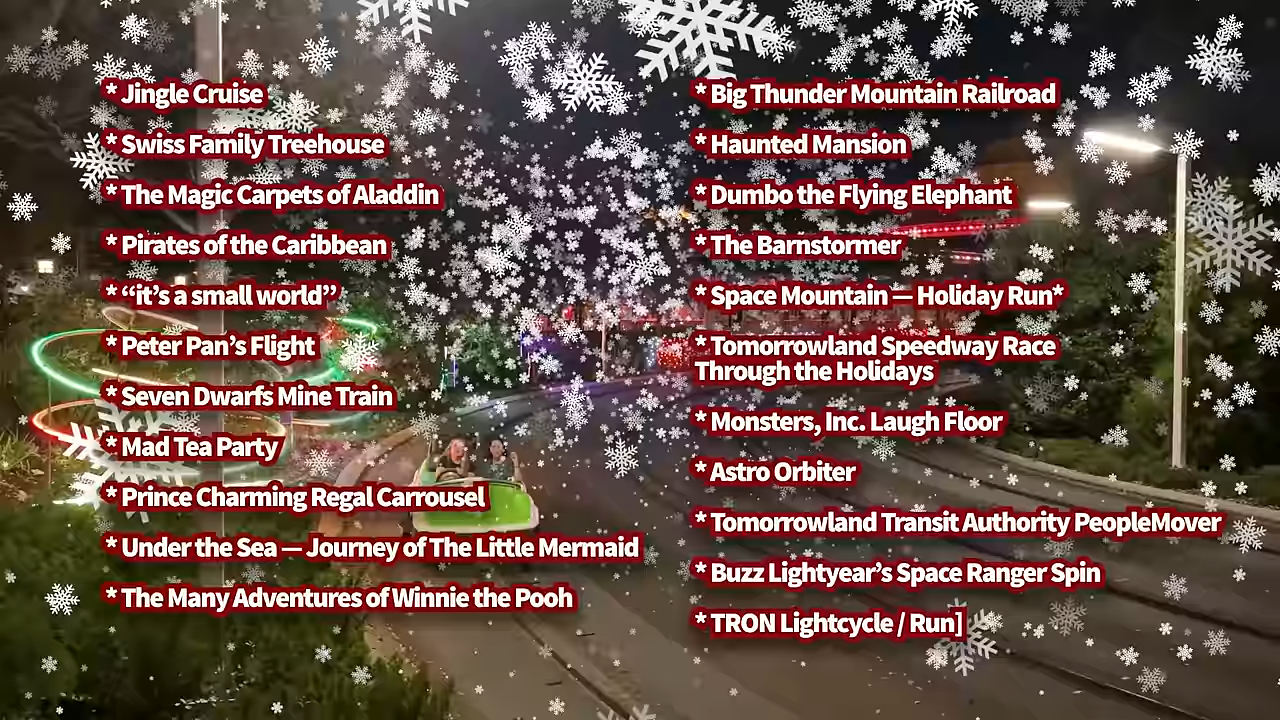 * Jingle Cruise
* Swiss Family Treehouse
* The Magic Carpets of Aladdin
* Pirates of the Caribbean
* “it’s a small world”
* Peter Pan’s Flight
* Seven Dwarfs Mine Train
* Mad Tea Party
* Prince Charming Regal Carrousel
* Under the Sea — Journey of The Little Mermaid
* The Many Adventures of Winnie the Pooh
* Big Thunder Mountain Railroad
* Haunted Mansion
* Dumbo the Flying Elephant
* The Barnstormer
* Space Mountain — Holiday Run*
* Tomorrowland Speedway Race
Through the Holidays
* Monsters, Inc. Laugh Floor
* Astro Orbiter
* Tomorrowland Transit Authority PeopleMover
* Buzz Lightyear’s Space Ranger Spin
* TRON Lightcycle / Run]